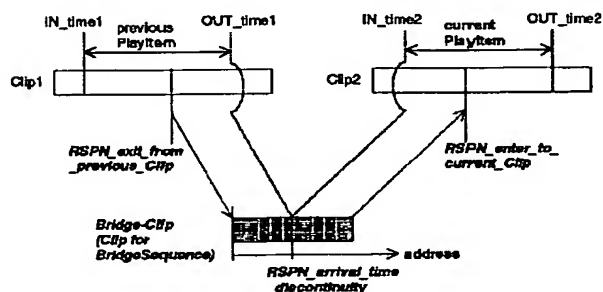 IN_time1
previous
PlayItem
OUT_time1
IN_time2
current
PlayItem
OUT_time2
Clip1
Clip2
RSPN_exit_from
_previous_Clip
RSPN_enter_to_
current_Clip
Bridge-Clip
(Clip for
BridgeSequence)
address
RSPN_arrival_time
discontinuity